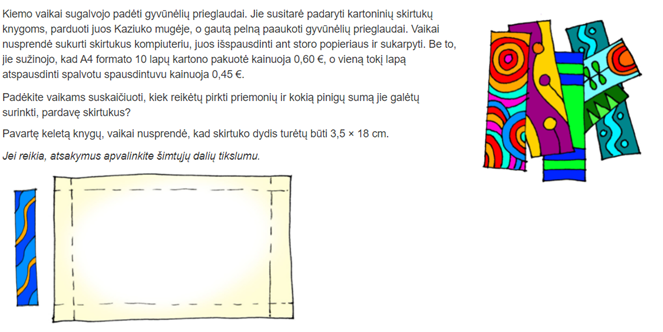 Kiemo vaikai sugalvojo padėti gyvūnėlių prieglaudai. Jie susitarė padaryti kartoninių skirtukų
knygoms, parduoti juos Kaziuko mugėje, o gautą pelną paaukoti gyvūnėlių prieglaudai. Vaikai
nusprendė sukurti skirtukus kompiuteriu, juos išspausdinti ant storo popieriaus ir sukarpyti. Be to,
jie sužinojo, kad A4 formato 10 lapų kartono pakuotė kainuoja 0,60 €, o vieną tokį lapą
atspausdinti spalvotu spausdintuvu kainuoja 0,45 €.
Padėkite vaikams suskaičiuoti, kiek reikėtų pirkti priemonių ir kokią pinigų sumą jie galėtų
surinkti, pardavę skirtukus?
Pavartę keletą knygų, vaikai nusprendė, kad skirtuko dydis turėtų būti 3,5 × 18 cm.
Jei reikia, atsakymus apvalinkite šimtųjų dalių tikslumu.